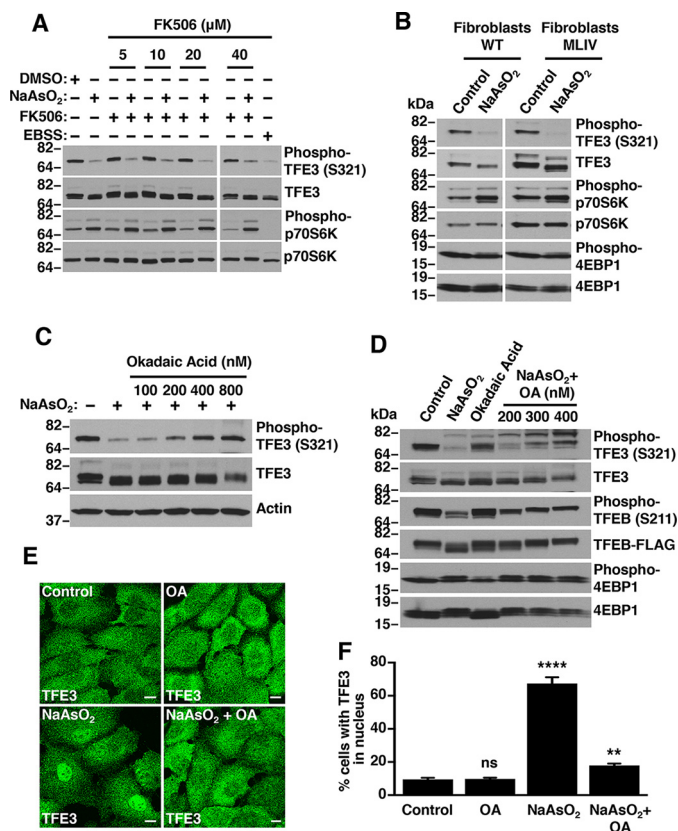 A
FK506 (μM)
5 10 20 40
DMSO: + – – – – – – – – – –
NaAsO2: – + – + – + – + – + –
FK506: – – + + + + + + + + –
EBSS: – – – – – – – – – – +
82
64
Phospho-
TFE3 (S321)
82
64
TFE3
82
64
Phospho-
p70S6K
82
64
p70S6K
B
Fibroblasts Fibroblasts
WT MLIV
Control NaAsO2 Control NaAsO2
kDa
82
64
Phospho-
TFE3 (S321)
82
64
TFE3
82
64
Phospho-
p70S6K
82
64
p70S6K
19
15
Phospho-
4EBP1
19
15
4EBP1
C
Okadaic Acid (nM)
100 200 400 800
NaAsO2: – + + + + +
82
64
Phospho-
TFE3 (S321)
82
64
TFE3
37
Actin
D
Control NaAsO2 Okadaic Acid
NaAsO2+
OA (nM)
200 300 400
kDa
82
64
Phospho-
TFE3 (S321)
82
64
TFE3
82
64
Phospho-
TFEB (S211)
82
64
TFEB-FLAG
19
15
Phospho-
4EBP1
19
15
4EBP1
E
Control
TFE3
OA
TFE3
NaAsO2
TFE3
NaAsO2 + OA
TFE3
F
% cells with TFE3
in nucleus
80
60
40
20
0
ns
****
**
Control OA NaAsO2 NaAsO2+
OA